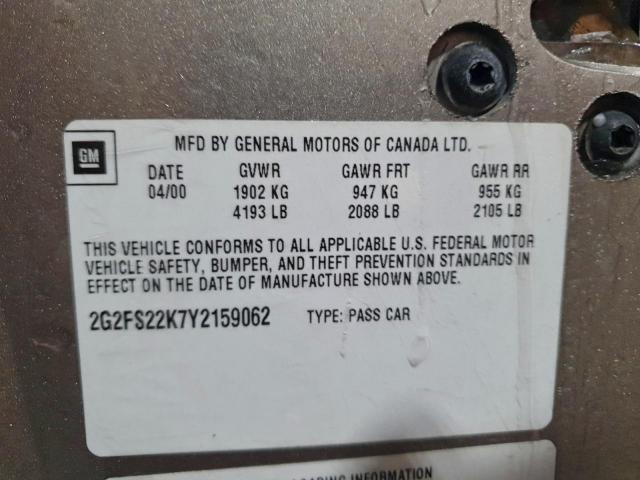 GM
MFD BY GENERAL MOTORS OF CANADA LTD.
DATE GVWR GAWR FRT GAWR RR
04/00 1902 KG 947 KG 955 KG
4193 LB 2088 LB 2105 LB
THIS VEHICLE CONFORMS TO ALL APPLICABLE U.S. FEDERAL MOTOR
VEHICLE SAFETY, BUMPER, AND THEFT PREVENTION STANDARDS IN
EFFECT ON THE DATE OF MANUFACTURE SHOWN ABOVE.
2G2FS22K7Y2159062 TYPE: PASS CAR
LOADING INFORMATION